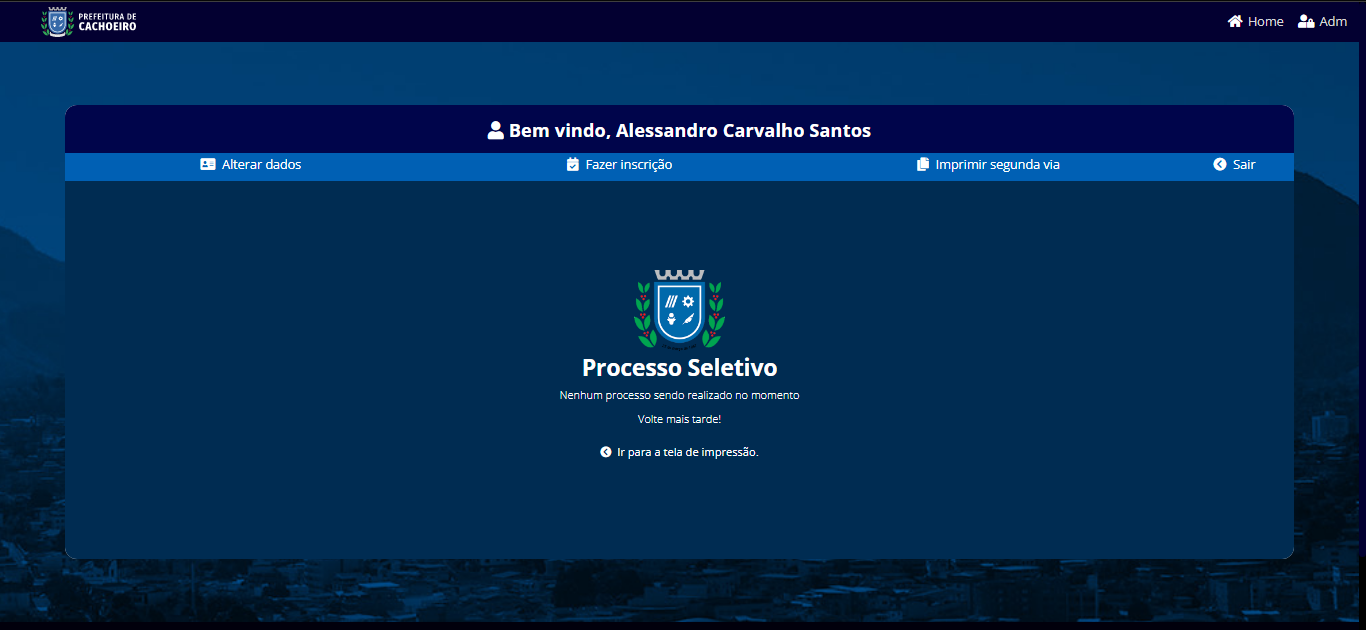 PREFEITURA DE
CACHOEIRO
Home
Adm
Bem vindo, Alessandro Carvalho Santos
Alterar dados
Fazer inscrição
Imprimir segunda via
Sair
Processo Seletivo
Nenhum processo sendo realizado no momento
Volte mais tarde!
Ir para a tela de impressão.